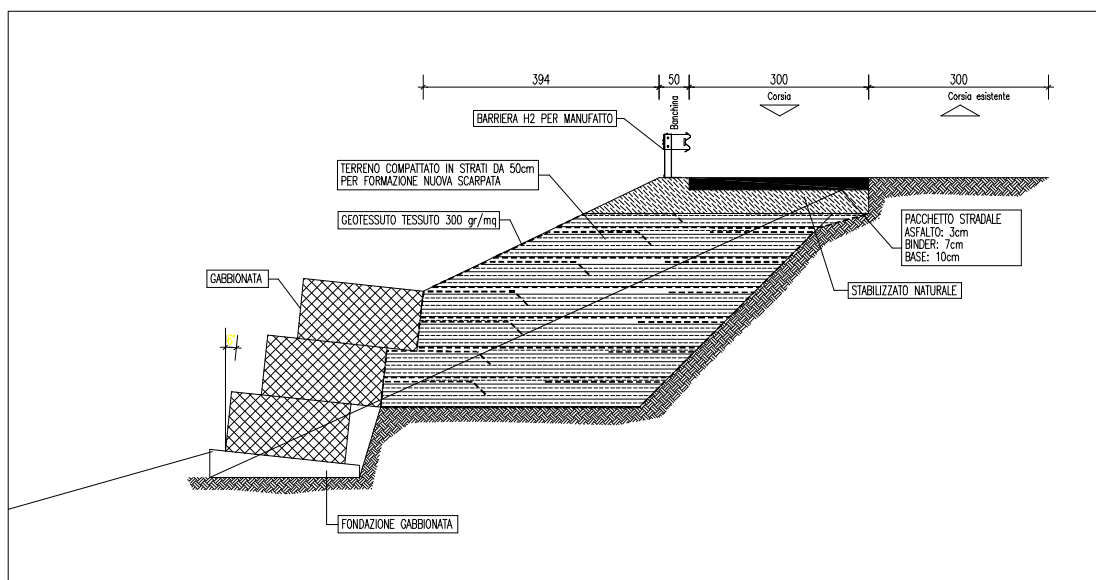 394 50 300 300
Corsia Corsia esistente
Banchina
BARRIERA H2 PER MANUFATTO
TERRENO COMPATTATO IN STRATI DA 50cm
PER FORMAZIONE NUOVA SCARPATA
GEOTESSUTO TESSUTO 300 gr/mq
PACCHETTO STRADALE
ASFALTO: 3cm
BINDER: 7cm
BASE: 10cm
GABBIONATA
STABILIZZATO NATURALE
FONDAZIONE GABBIONATA